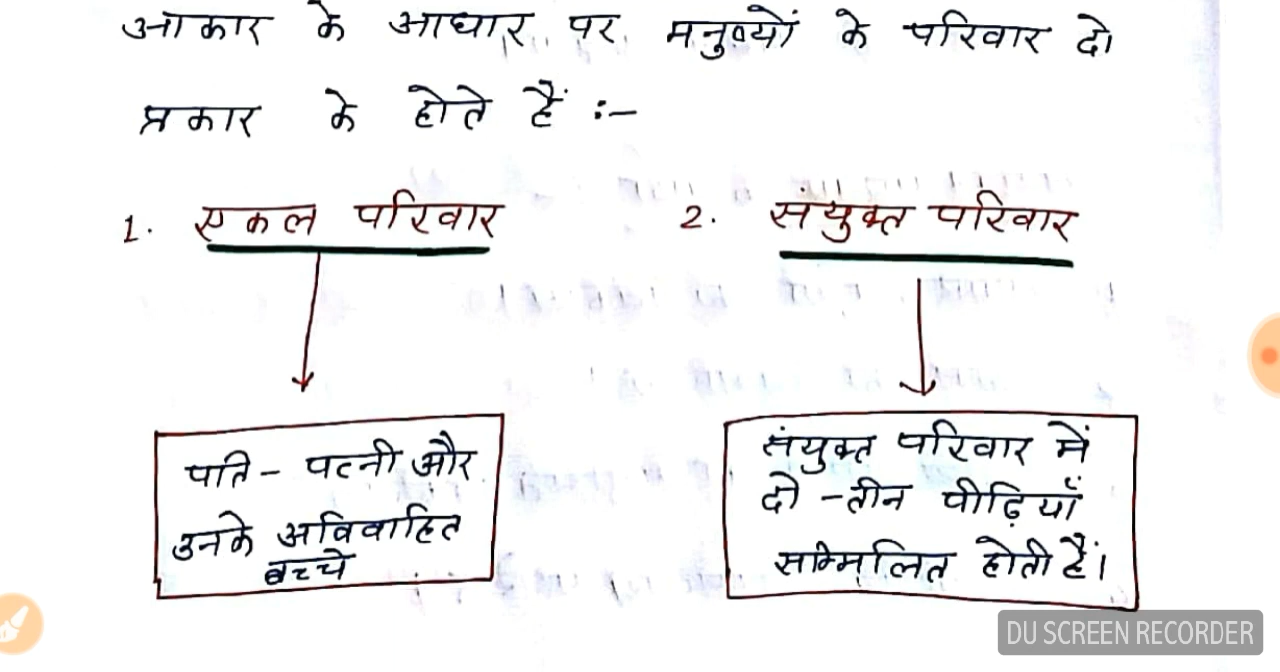 आकार के आधार पर मनुष्यों के परिवार दो
प्रकार के होते हैं :-
1. एकल परिवार
2. संयुक्त परिवार
पति - पत्नी और
उनके अविवाहित
बच्चे
संयुक्त परिवार में
दो - तीन पीढ़ियाँ
सम्मिलित होती हैं।
DU SCREEN RECORDER